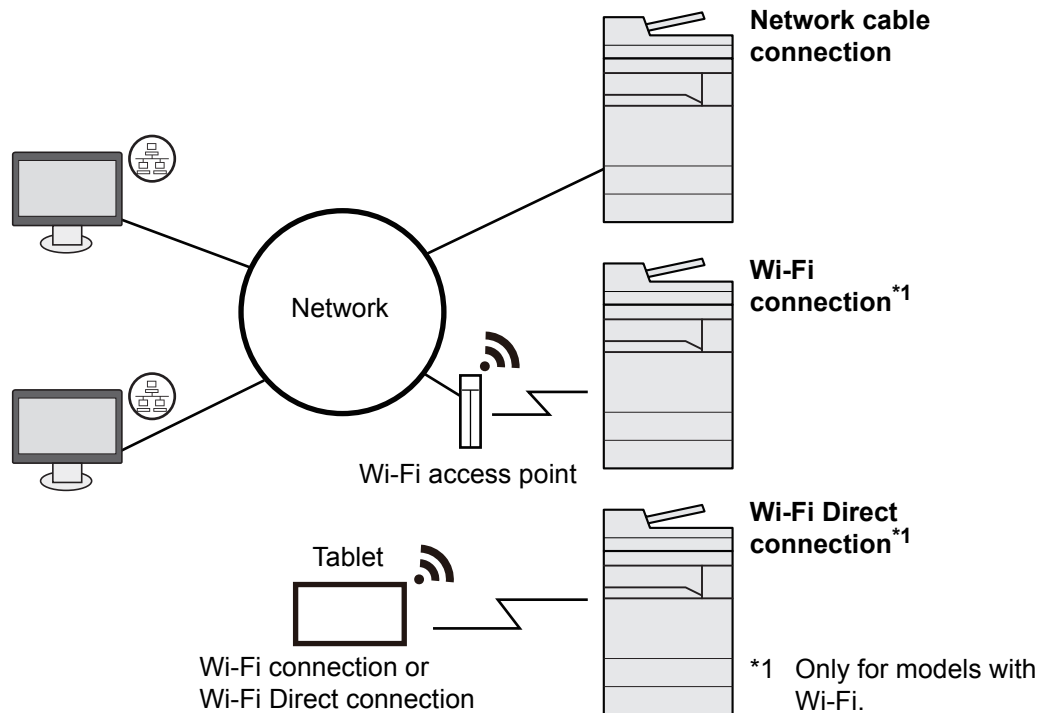 Network cable
connection
Network
Wi-Fi
connection*1
Wi-Fi access point
Wi-Fi Direct
connection*1
Tablet
Wi-Fi connection or
Wi-Fi Direct connection
*1 Only for models with
Wi-Fi.